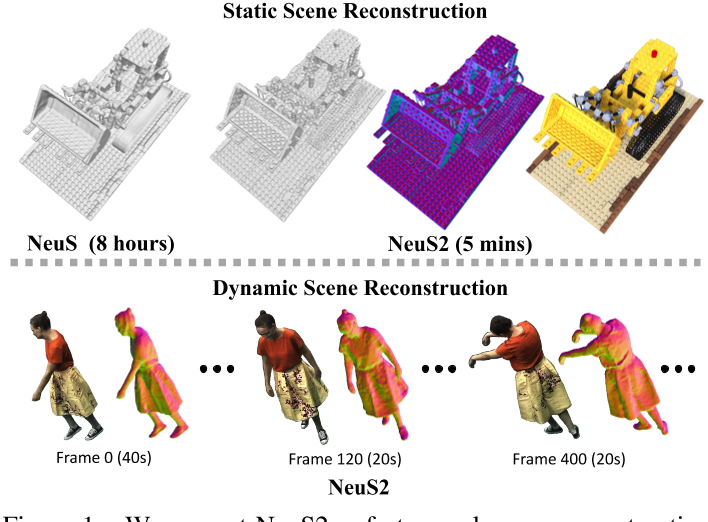 Static Scene Reconstruction
NeuS (8 hours)
NeuS2 (5 mins)
Dynamic Scene Reconstruction
Frame 0 (40s)
Frame 120 (20s)
Frame 400 (20s)
NeuS2